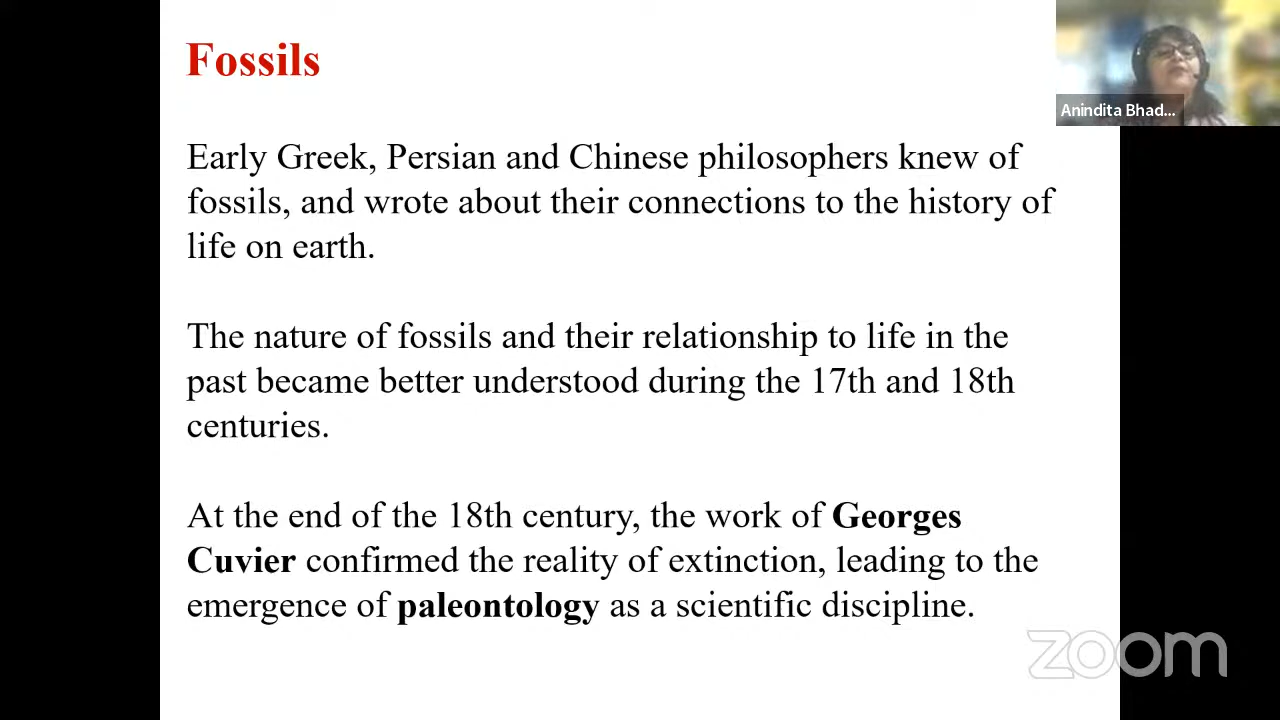 Fossils
Anindita Bhad...
Early Greek, Persian and Chinese philosophers knew of
fossils, and wrote about their connections to the history of
life on earth.
The nature of fossils and their relationship to life in the
past became better understood during the 17th and 18th
centuries.
At the end of the 18th century, the work of Georges
Cuvier confirmed the reality of extinction, leading to the
emergence of paleontology as a scientific discipline.
zoom